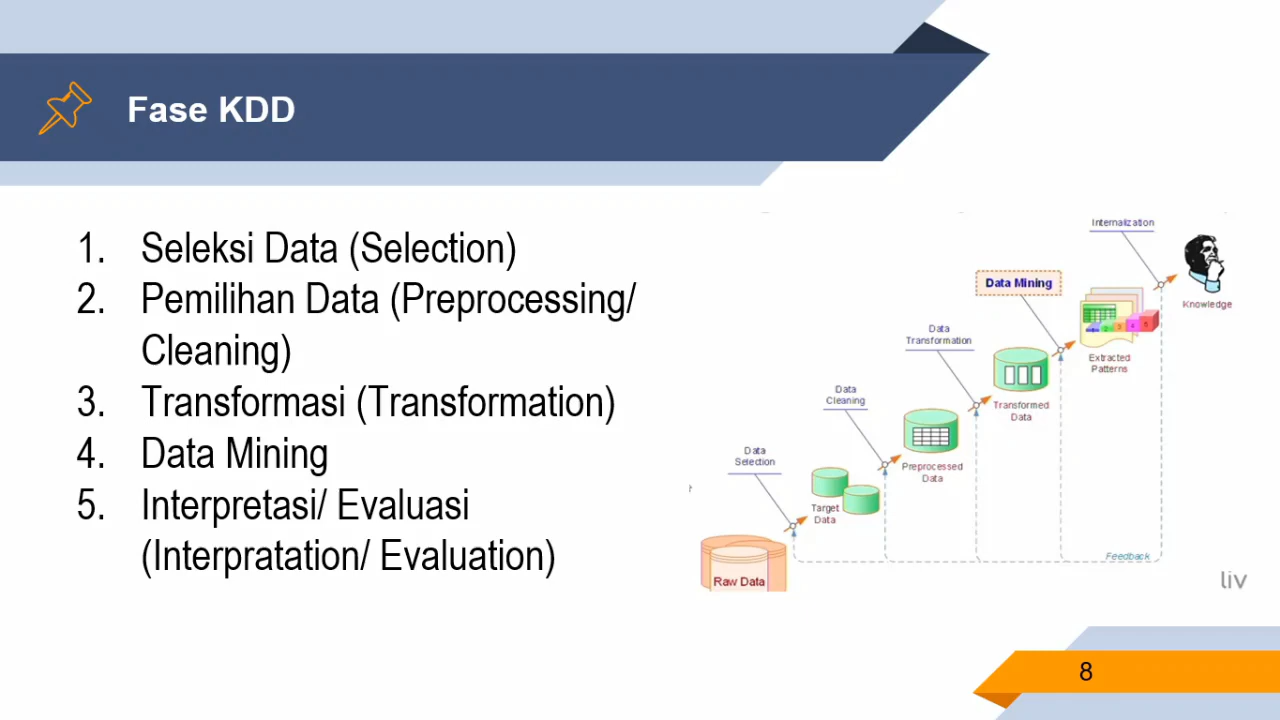 Fase KDD
1. Seleksi Data (Selection)
2. Pemilihan Data (Preprocessing/
Cleaning)
3. Transformasi (Transformation)
4. Data Mining
5. Interpretasi/ Evaluasi
(Interpratation/ Evaluation)
Internalization
Data Mining
Knowledge
Data
Transformation
Extracted
Patterns
Data
Cleaning
Transformed
Data
Data
Selection
Preprocessed
Data
Target
Data
Raw Data
Feedback
liv
8